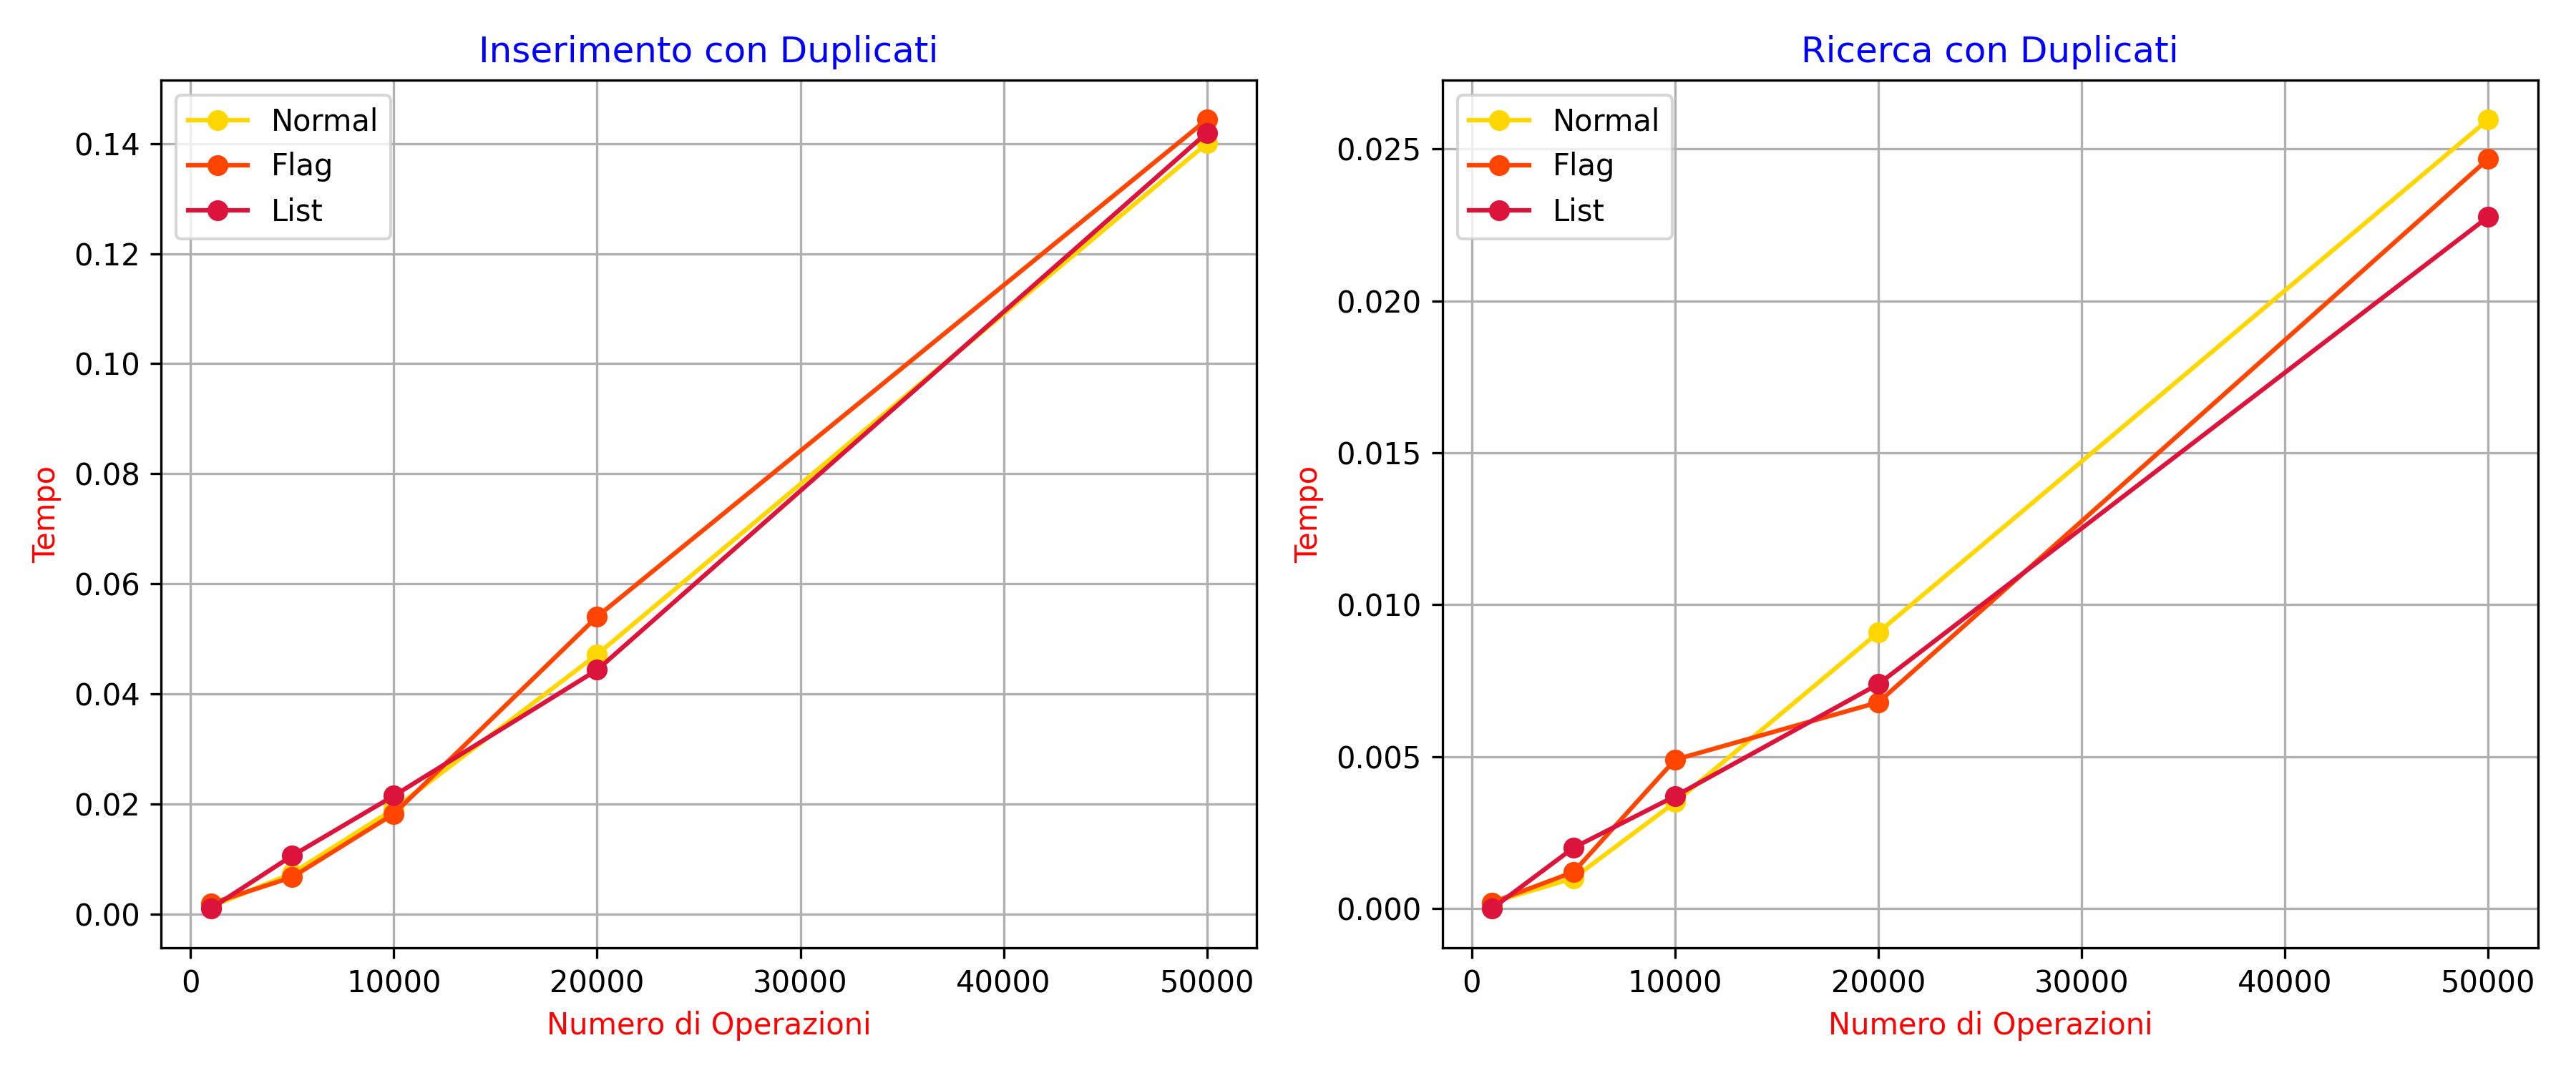 Inserimento con Duplicati
Normal
Flag
List
0.14
0.12
0.10
0.08
0.06
0.04
0.02
0.00
Tempo
0 10000 20000 30000 40000 50000
Numero di Operazioni
Ricerca con Duplicati
Normal
Flag
List
0.025
0.020
0.015
0.010
0.005
0.000
Tempo
0 10000 20000 30000 40000 50000
Numero di Operazioni